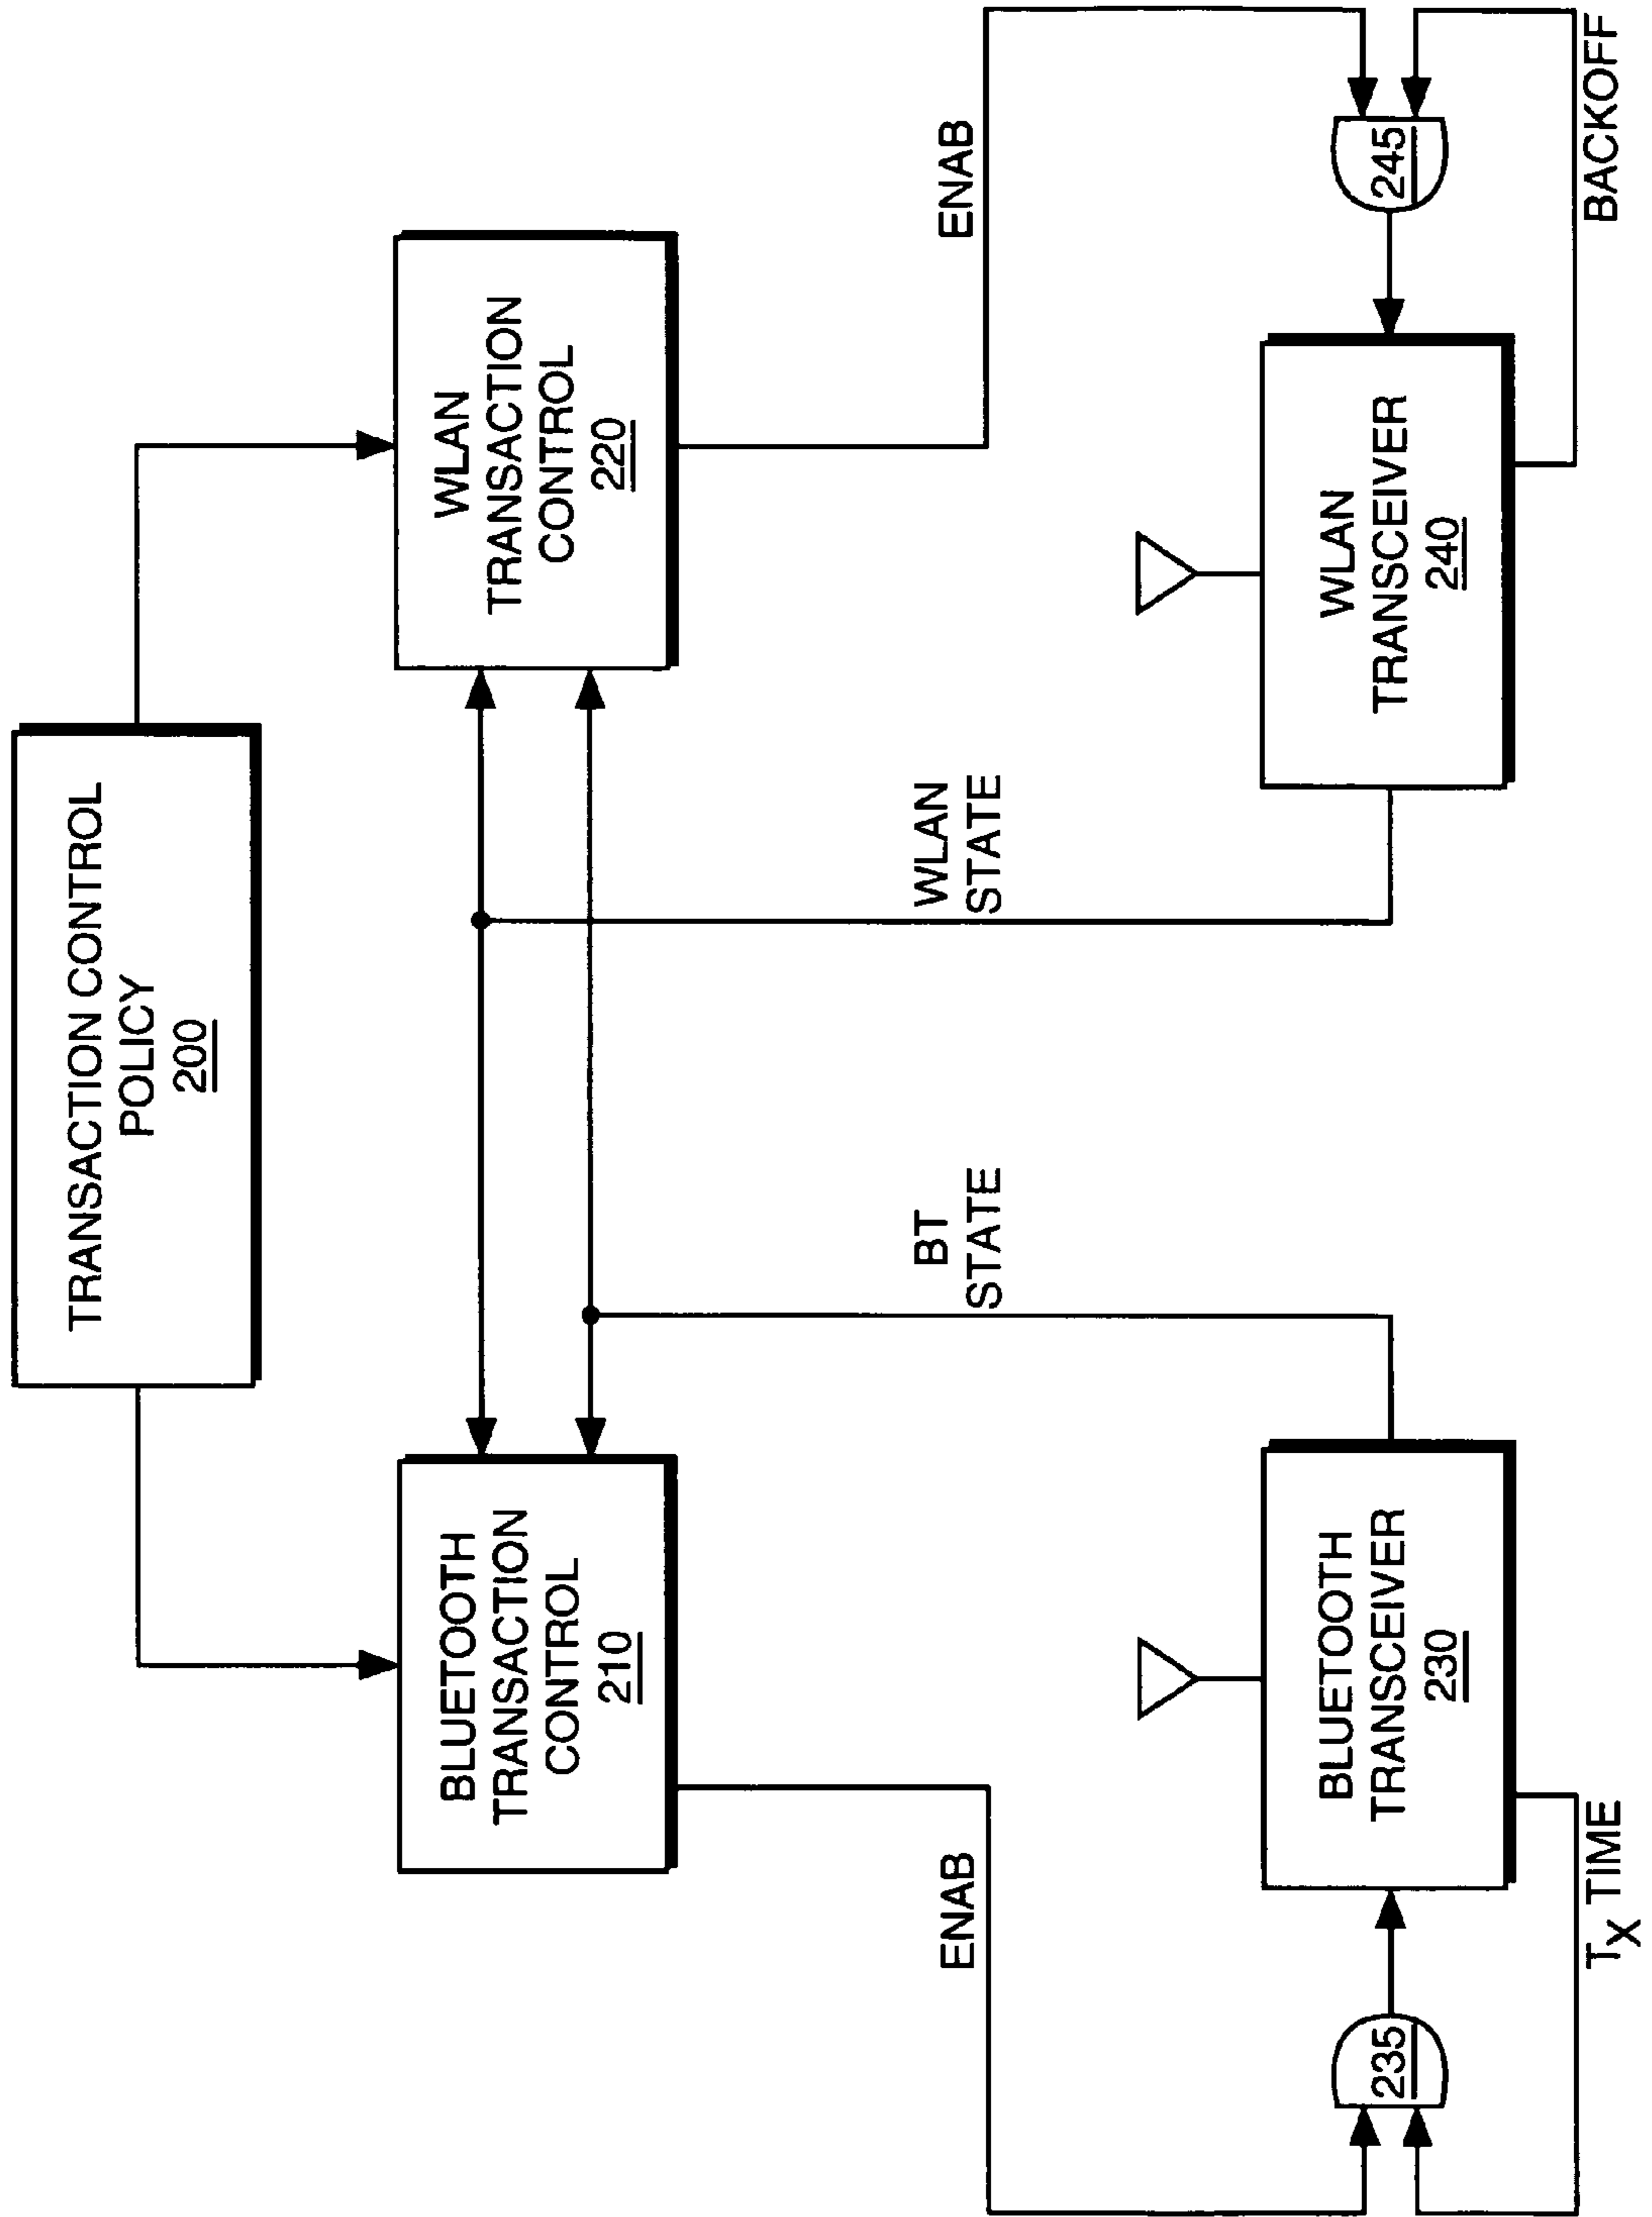 TRANSACTION CONTROL
POLICY
200
BLUETOOTH
TRANSACTION
CONTROL
210
WLAN
TRANSACTION
CONTROL
220
ENAB
BT
STATE
WLAN
STATE
ENAB
235
BLUETOOTH
TRANSCEIVER
230
WLAN
TRANSCEIVER
240
245
TX TIME
BACKOFF